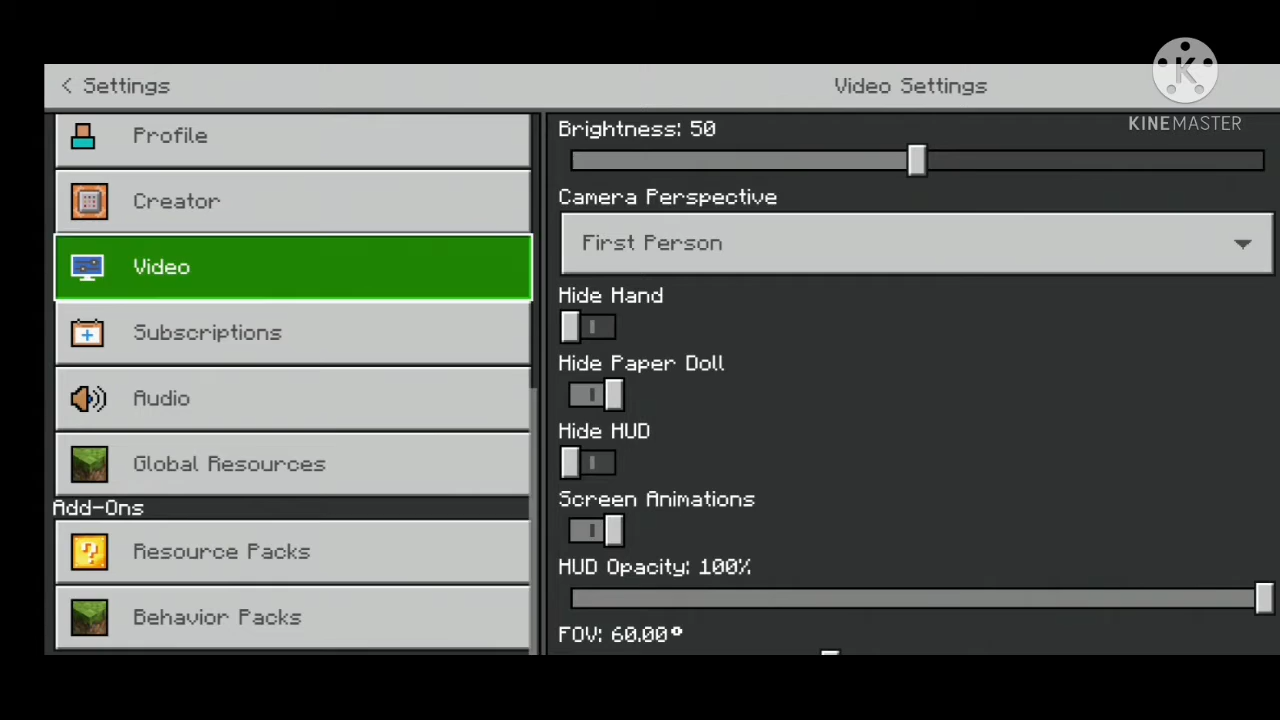 < Settings
Video Settings
K
KINEMASTER
Profile
Creator
Video
Subscriptions
Audio
Global Resources
Add-Ons
Resource Packs
Behavior Packs
Brightness: 50
Camera Perspective
First Person
Hide Hand
Hide Paper Doll
Hide HUD
Screen Animations
HUD Opacity: 100%
FOV: 60.00°